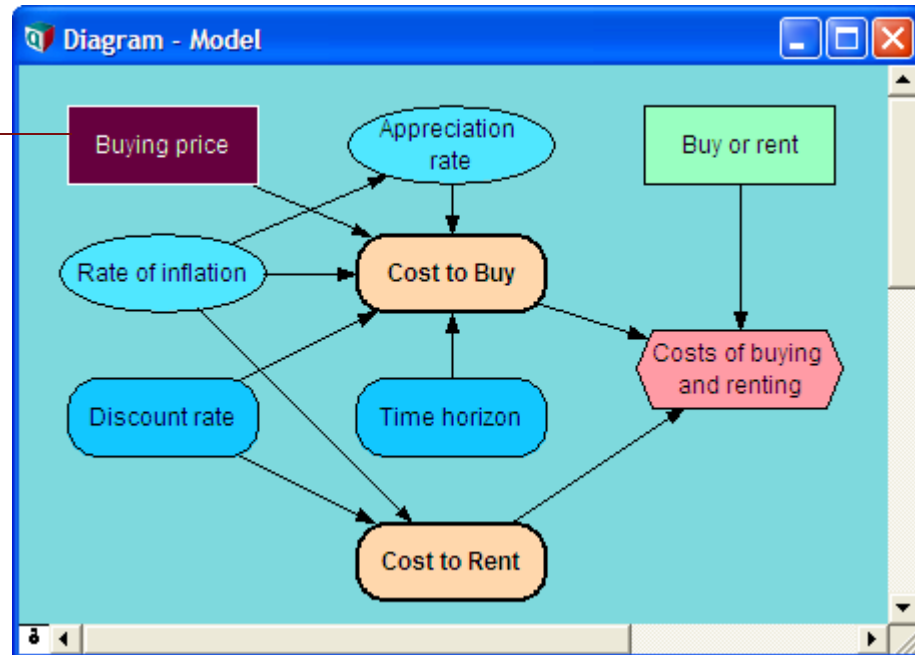 Diagram - Model
Buying price
Appreciation
rate
Buy or rent
Rate of inflation
Cost to Buy
Costs of buying
and renting
Discount rate
Time horizon
Cost to Rent